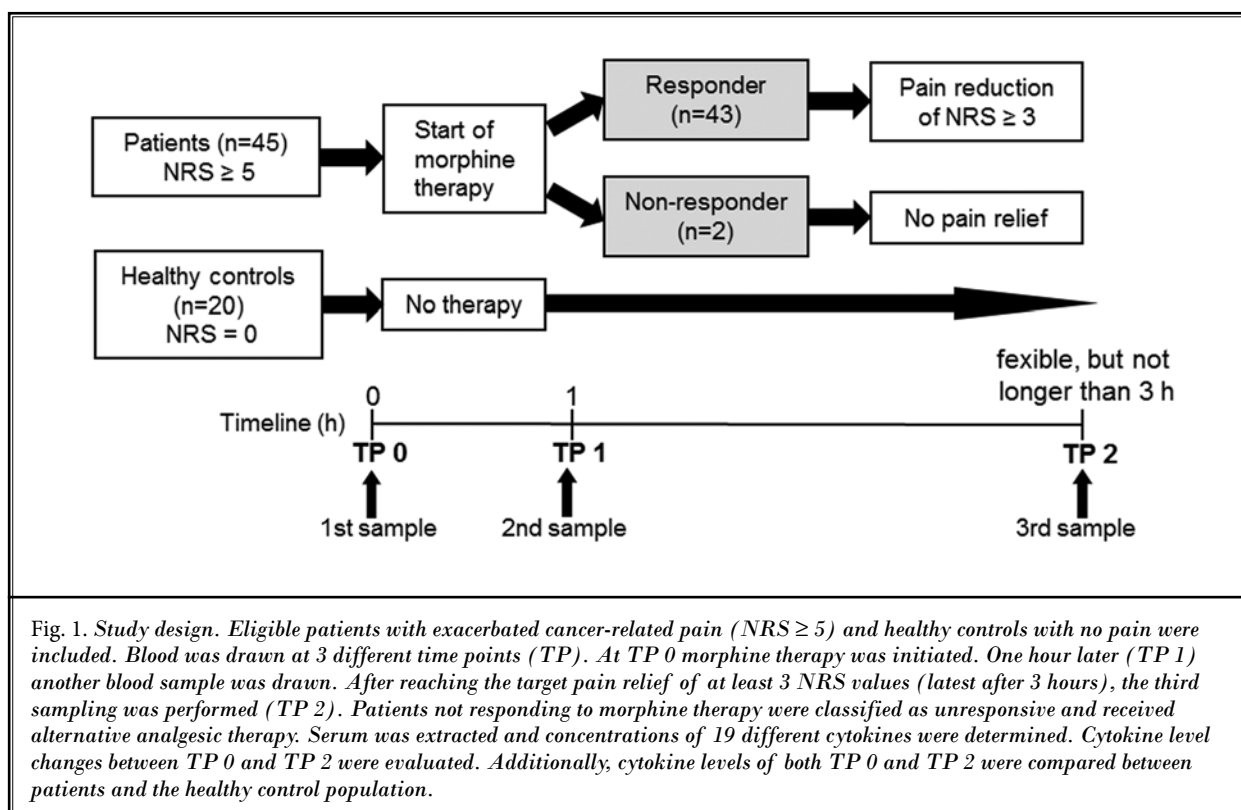 Patients (n=45)
NRS ≥ 5
Start of
morphine
therapy
Responder
(n=43)
Pain reduction
of NRS ≥ 3
Non-responder
(n=2)
No pain relief
Healthy controls
(n=20)
NRS = 0
No therapy
fexible, but not
longer than 3 h
0
1
Timeline (h)
TP 0
TP 1
TP 2
1st sample
2nd sample
3rd sample
Fig. 1. Study design. Eligible patients with exacerbated cancer-related pain (NRS ≥ 5) and healthy controls with no pain were
included. Blood was drawn at 3 different time points (TP). At TP 0 morphine therapy was initiated. One hour later (TP 1)
another blood sample was drawn. After reaching the target pain relief of at least 3 NRS values (latest after 3 hours), the third
sampling was performed (TP 2). Patients not responding to morphine therapy were classified as unresponsive and received
alternative analgesic therapy. Serum was extracted and concentrations of 19 different cytokines were determined. Cytokine level
changes between TP 0 and TP 2 were evaluated. Additionally, cytokine levels of both TP 0 and TP 2 were compared between
patients and the healthy control population.